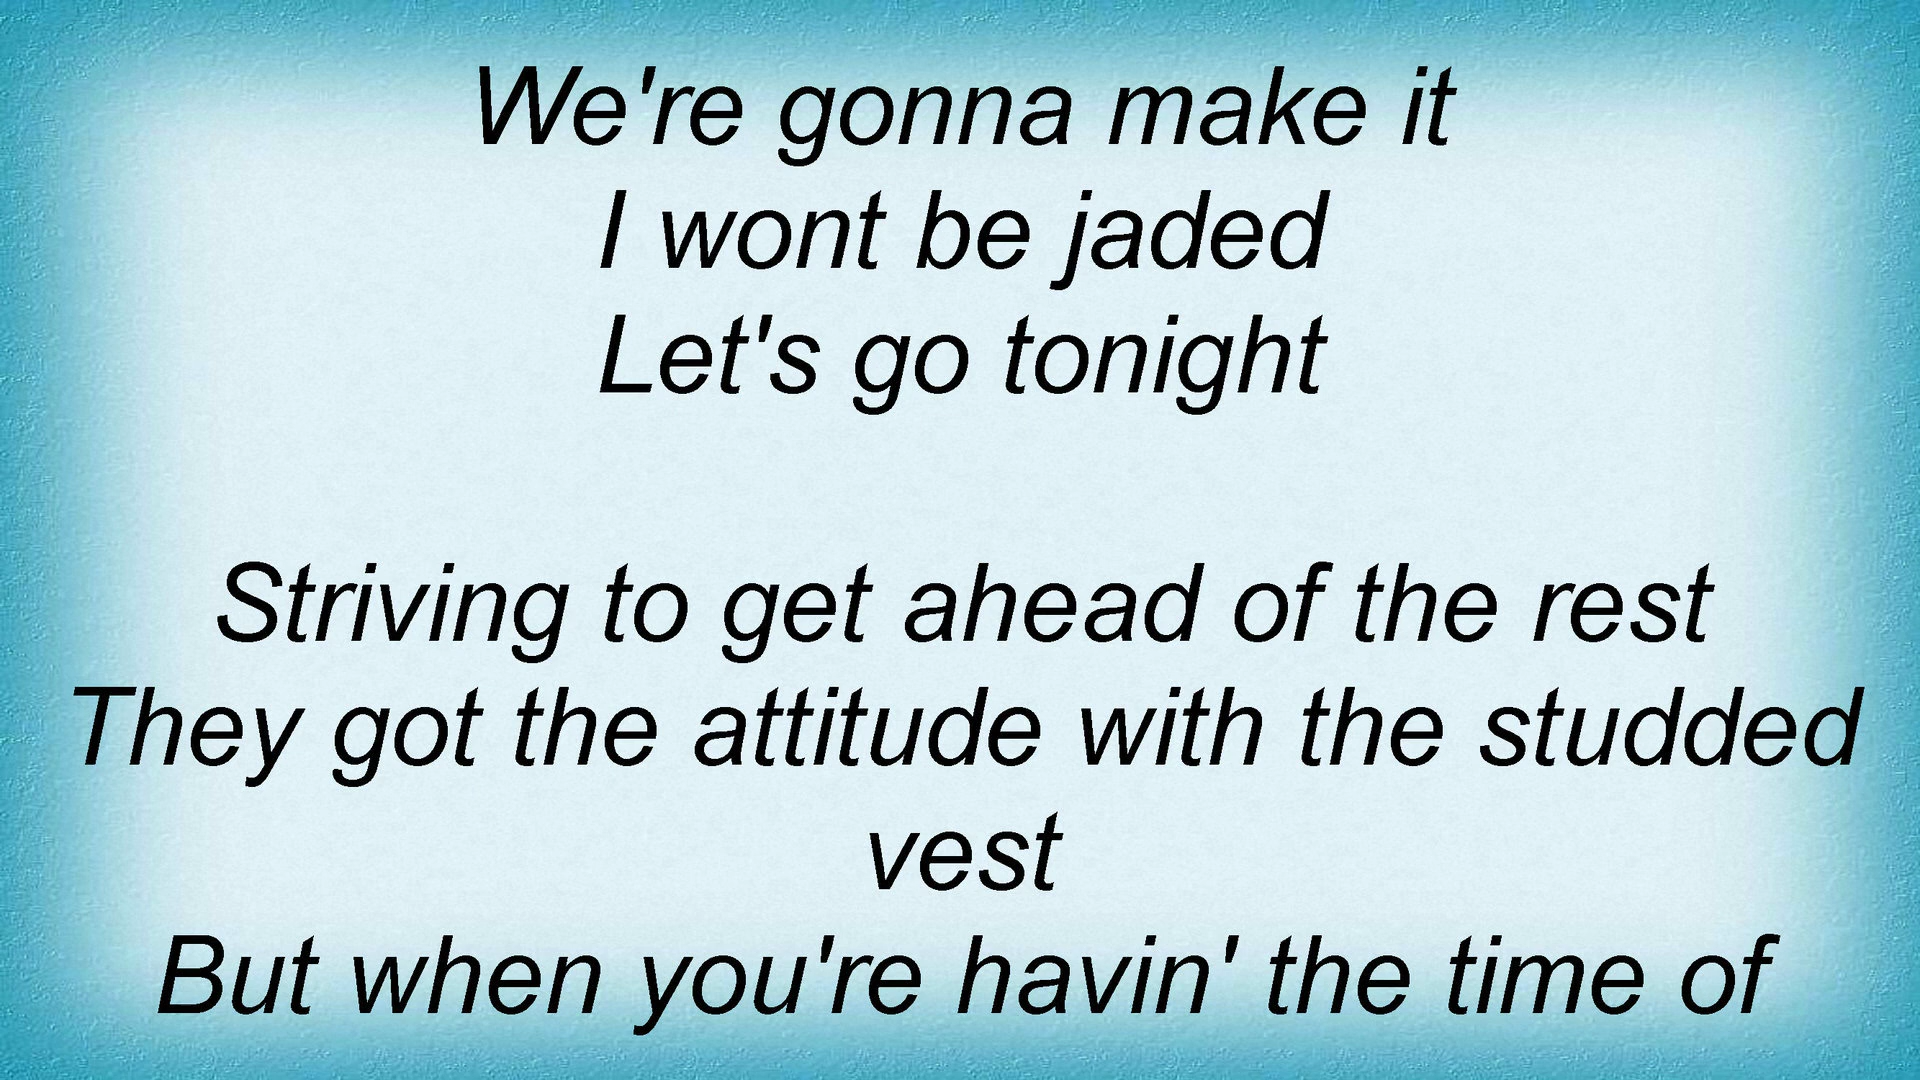 We're gonna make it
I wont be jaded
Let's go tonight
Striving to get ahead of the rest
They got the attitude with the studded
vest
But when you're havin' the time of